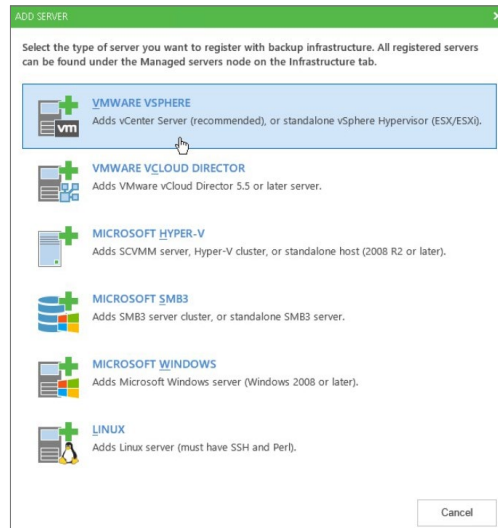 ADD SERVER
Select the type of server you want to register with backup infrastructure. All registered servers
can be found under the Managed servers node on the Infrastructure tab.
VMWARE VSPHERE
Adds vCenter Server (recommended), or standalone vSphere Hypervisor (ESX/ESXi).
vm
VMWARE VCLOUD DIRECTOR
Adds VMware vCloud Director 5.5 or later server.
MICROSOFT HYPER-V
Adds SCVMM server, Hyper-V cluster, or standalone host (2008 R2 or later).
MICROSOFT SMB3
Adds SMB3 server cluster, or standalone SMB3 server.
MICROSOFT WINDOWS
Adds Microsoft Windows server (Windows 2008 or later).
LINUX
Adds Linux server (must have SSH and Perl).
Cancel